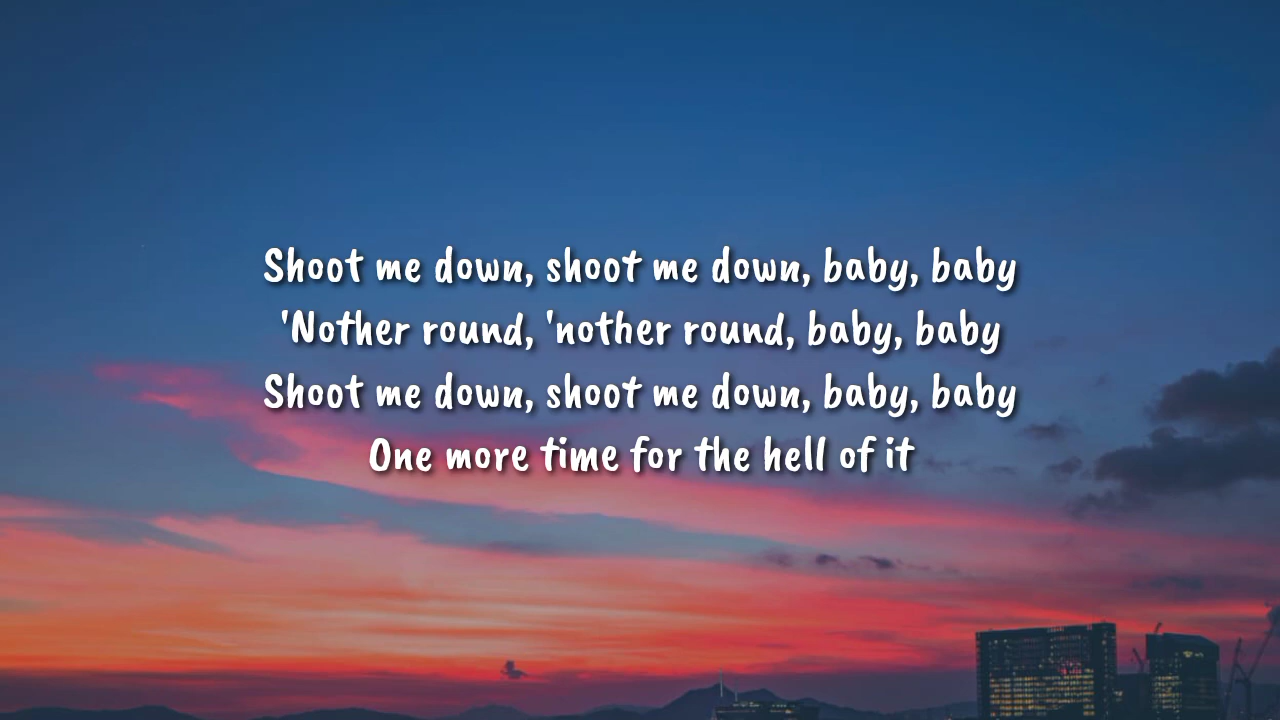 Shoot me down, shoot me down, baby, baby
'Nother round, 'nother round, baby, baby
Shoot me down, shoot me down, baby, baby
One more time for the hell of it